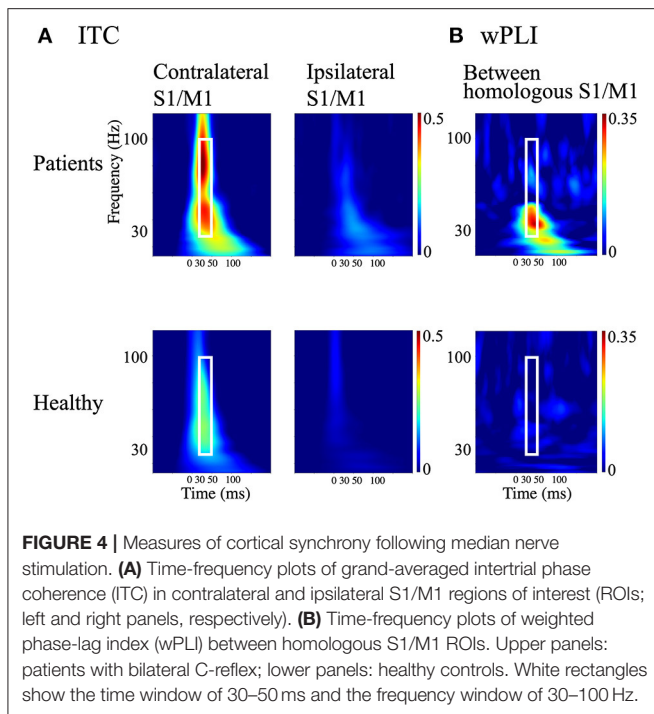 A ITC
B wPLI
Contralateral
S1/M1
Ipsilateral
S1/M1
Between
homologous S1/M1
Patients
Frequency (Hz)
100
30
0 30 50 100
0 30 50 100
0.5
0
100
30
0 30 50 100
0.35
0
Healthy
100
30
0 30 50 100
Time (ms)
0 30 50 100
0.5
0
100
30
0 30 50 100
Time (ms)
0.35
0
FIGURE 4 | Measures of cortical synchrony following median nerve
stimulation. (A) Time-frequency plots of grand-averaged intertrial phase
coherence (ITC) in contralateral and ipsilateral S1/M1 regions of interest (ROIs;
left and right panels, respectively). (B) Time-frequency plots of weighted
phase-lag index (wPLI) between homologous S1/M1 ROIs. Upper panels:
patients with bilateral C-reflex; lower panels: healthy controls. White rectangles
show the time window of 30–50 ms and the frequency window of 30–100 Hz.